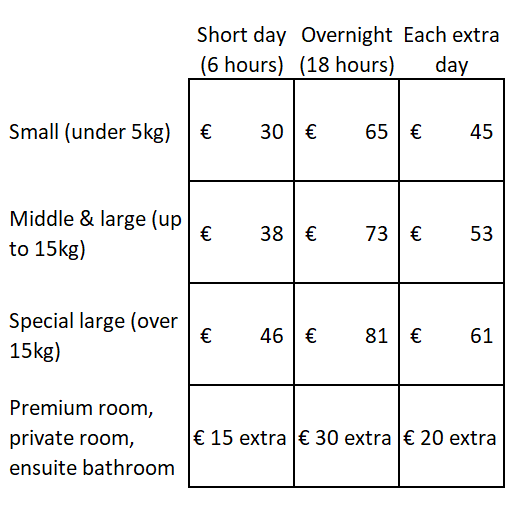 Short day Overnight Each extra
(6 hours) (18 hours) day
Small (under 5kg) € 30 € 65 € 45
Middle & large (up
to 15kg) € 38 € 73 € 53
Special large (over
15kg) € 46 € 81 € 61
Premium room,
private room, € 15 extra € 30 extra € 20 extra
ensuite bathroom